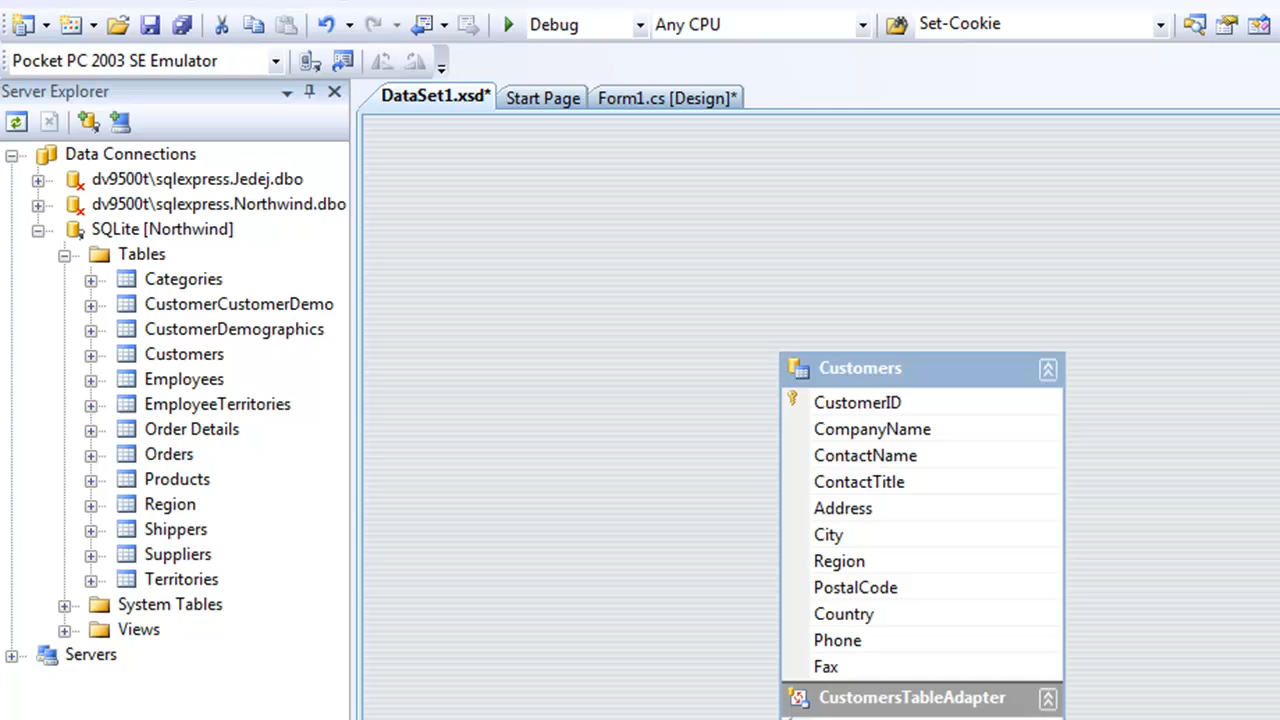 Debug Any CPU Set-Cookie
Pocket PC 2003 SE Emulator
Server Explorer
DataSet1.xsd* Start Page Form1.cs [Design]*
Data Connections
dv9500t\sqlexpress.Jedej.dbo
dv9500t\sqlexpress.Northwind.dbo
SQLite [Northwind]
Tables
Categories
CustomerCustomerDemo
CustomerDemographics
Customers
Employees
EmployeeTerritories
Order Details
Orders
Products
Region
Shippers
Suppliers
Territories
System Tables
Views
Servers
Customers
CustomerID
CompanyName
ContactName
ContactTitle
Address
City
Region
PostalCode
Country
Phone
Fax
CustomersTableAdapter